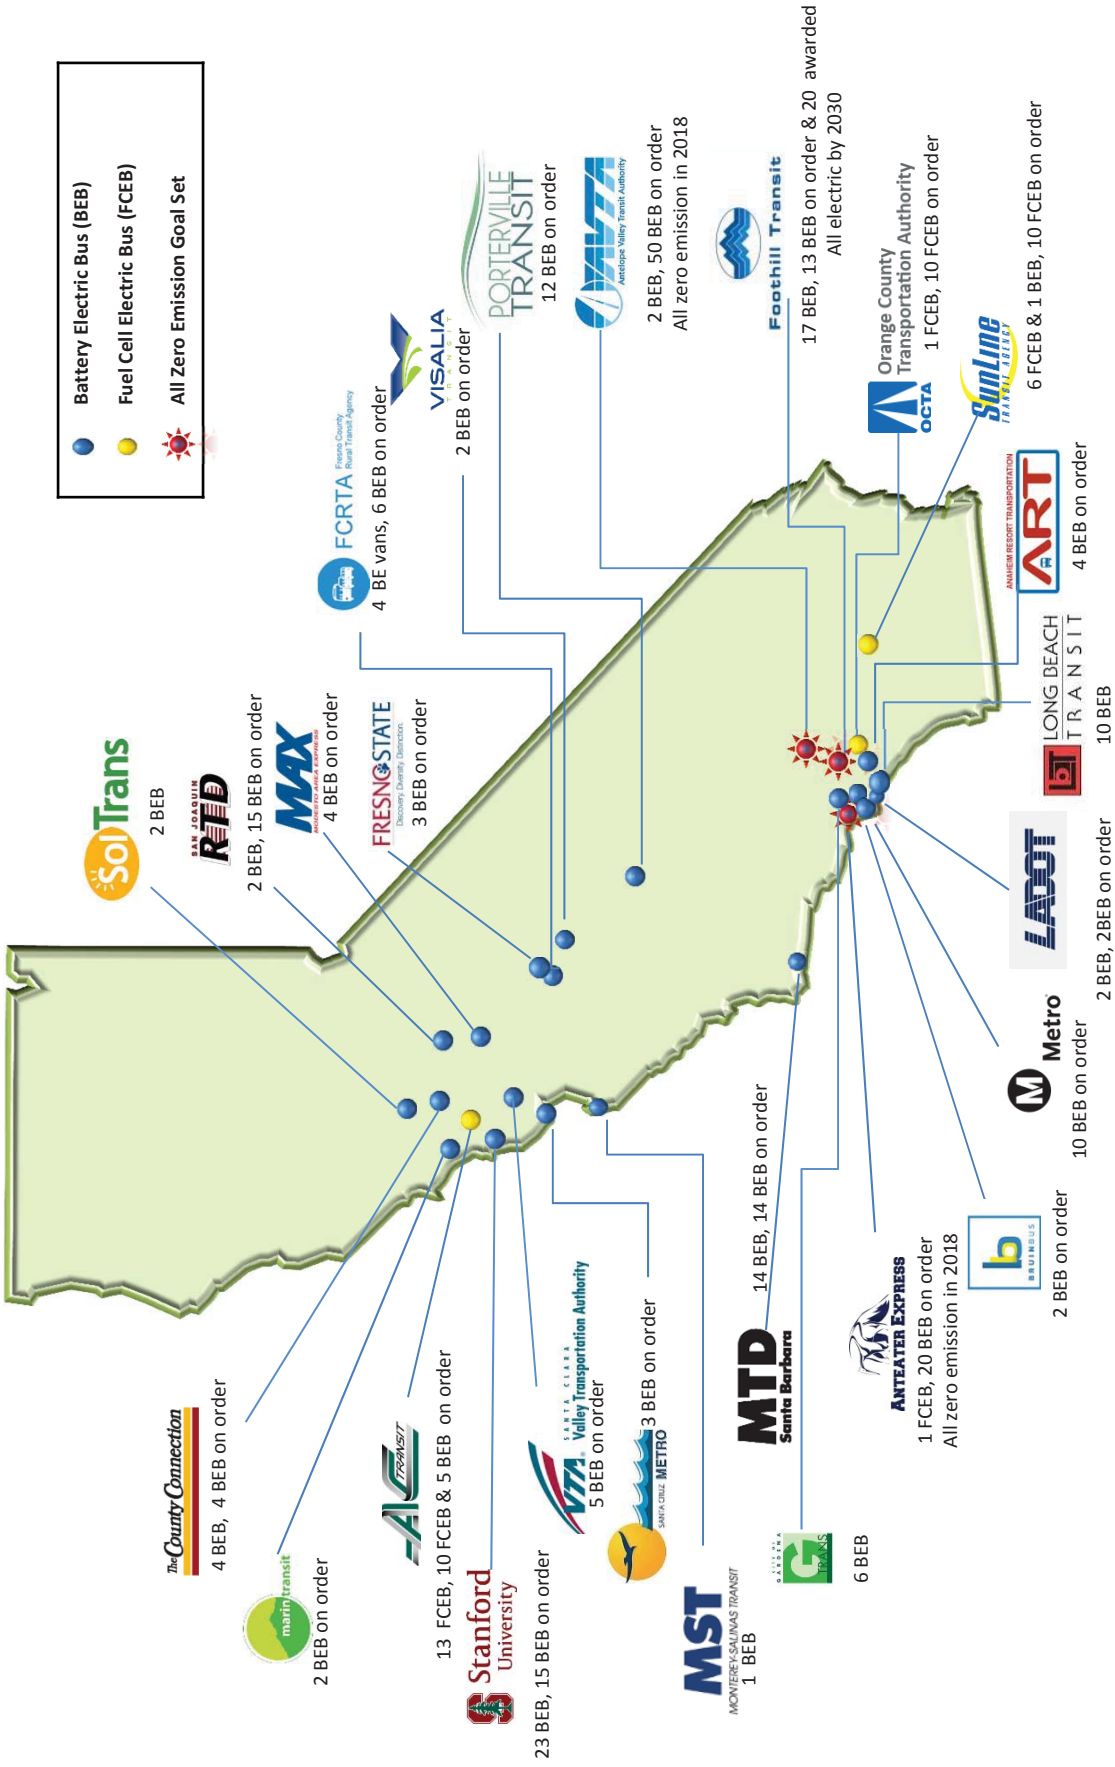 Battery Electric Bus (BEB)
Fuel Cell Electric Bus (FCEB)
All Zero Emission Goal Set
SolTrans
2 BEB
SAN JOAQUIN
RTD
2 BEB, 15 BEB on order
MAX
MODESTO AREA EXPRESS
4 BEB on order
FRESNO STATE
Discovery. Diversity. Distinction.
3 BEB on order
FCRTA Fresno County
Rural Transit Agency
4 BE vans, 6 BEB on order
VISALIA
TRANSIT
2 BEB on order
PORTERVILLE
TRANSIT
12 BEB on order
AVTA
Antelope Valley Transit Authority
2 BEB, 50 BEB on order
All zero emission in 2018
Foothill Transit
17 BEB, 13 BEB on order & 20 awarded
All electric by 2030
OCTA
Orange County
Transportation Authority
1 FCEB, 10 FCEB on order
SunLine
TRANSIT AGENCY
6 FCEB & 1 BEB, 10 FCEB on order
ANAHEIM RESORT TRANSPORTATION
ART
4 BEB on order
LONG BEACH
TRANSIT
10 BEB
LADOT
2 BEB, 2BEB on order
M Metro
10 BEB on order
b
BRUINBUS
2 BEB on order
ANTEATER EXPRESS
1 FCEB, 20 BEB on order
All zero emission in 2018
CITY OF
GARDENA
G
TRANS
6 BEB
MTD
Santa Barbara
14 BEB, 14 BEB on order
MST
MONTEREY-SALINAS TRANSIT
1 BEB
SANTA CRUZ METRO
3 BEB on order
VTA
SANTA CLARA
Valley Transportation Authority
5 BEB on order
S Stanford
University
23 BEB, 15 BEB on order
AC TRANSIT
13 FCEB, 10 FCEB & 5 BEB on order
marin transit
2 BEB on order
The County Connection
4 BEB, 4 BEB on order